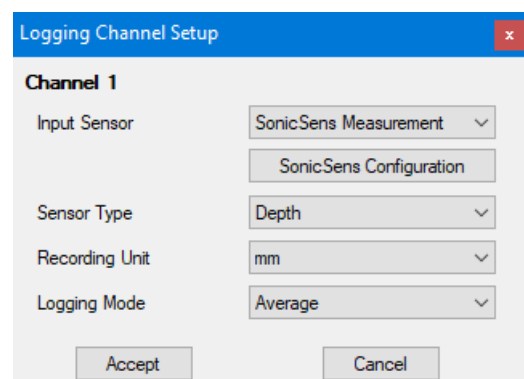 Logging Channel Setup
x
Channel 1
Input Sensor SonicSens Measurement
SonicSens Configuration
Sensor Type Depth
Recording Unit mm
Logging Mode Average
Accept Cancel